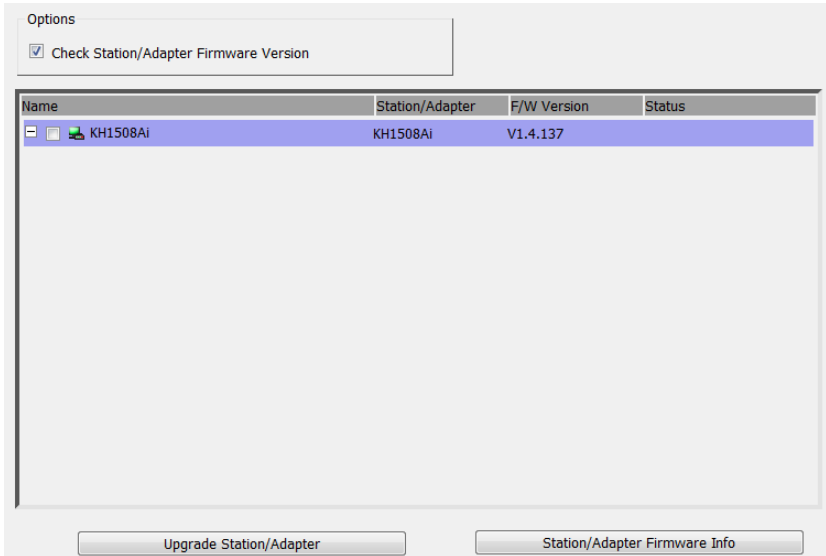 Options
Check Station/Adapter Firmware Version
Name Station/Adapter F/W Version Status
KH1508Ai KH1508Ai V1.4.137
Upgrade Station/Adapter Station/Adapter Firmware Info